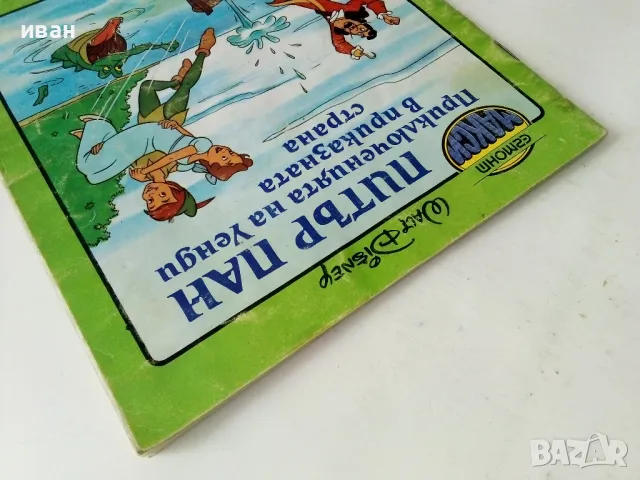 иван
Walt Disney
ПИТЪР ПАН
Приключенията на Уенди
в приказната
страна
МАКСИ
ЕГМОНТ
BAZAR